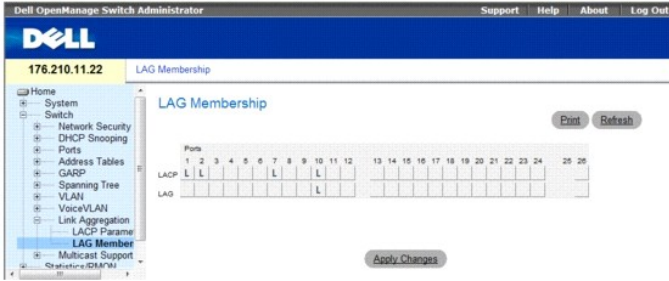 Dell OpenManage Switch Administrator Support Help About Log Out
DELL
176.210.11.22 LAG Membership
Home
System
Switch
Network Security
DHCP Snooping
Ports
Address Tables
GARP
Spanning Tree
VLAN
VoiceVLAN
Link Aggregation
LACP Parame
LAG Member
Multicast Support
Statistics/RMON
LAG Membership
Print Refresh
Ports
1 2 3 4 5 6 7 8 9 10 11 12 13 14 15 16 17 18 19 20 21 22 23 24 25 26
LACP L L L L
LAG L
Apply Changes